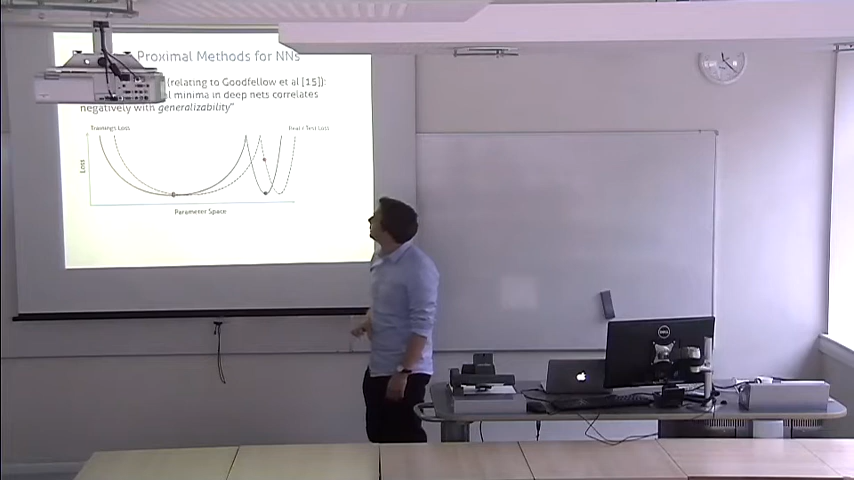 Proximal Methods for NNs
(relating to Goodfellow et al [15]):
minima in deep nets correlates
negatively with generalizability"
Training Loss
Real / Test Loss
Loss
Parameter Space
DELL